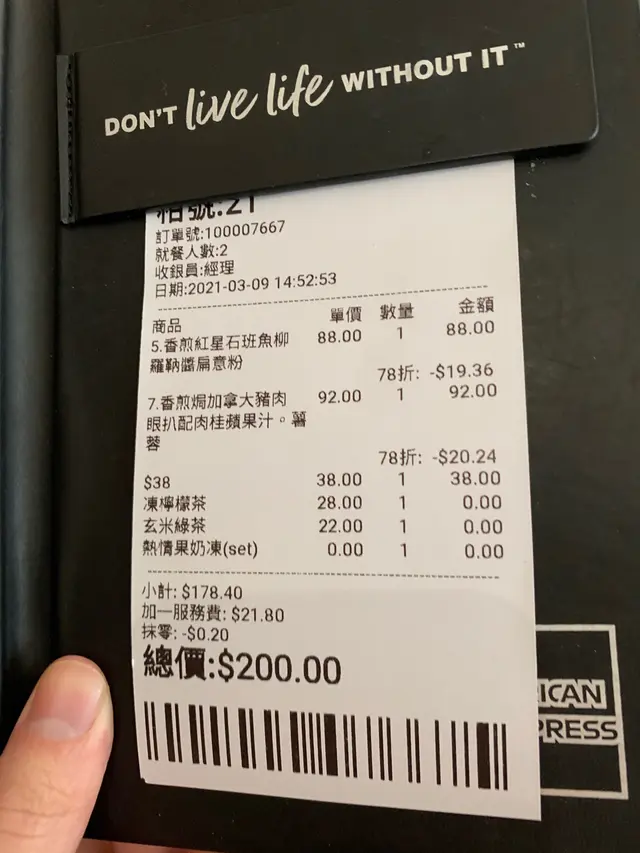 DON'T live life WITHOUT IT™
枱號:21
訂單號:100007667
就餐人數:2
收銀員:經理
日期:2021-03-09 14:52:53
商品 單價 數量 金額
5.香煎紅星石班魚柳 88.00 1 88.00
羅勒醬扁意粉
78折: -$19.36
7.香煎焗加拿大豬肉 92.00 1 92.00
眼扒配肉桂蘋果汁。薯
蓉
78折: -$20.24
$38 38.00 1 38.00
凍檸檬茶 28.00 1 0.00
玄米綠茶 22.00 1 0.00
熱情果奶凍(set) 0.00 1 0.00
小計: $178.40
加一服務費: $21.80
抹零: -$0.20
總價:$200.00
ICAN
PRESS